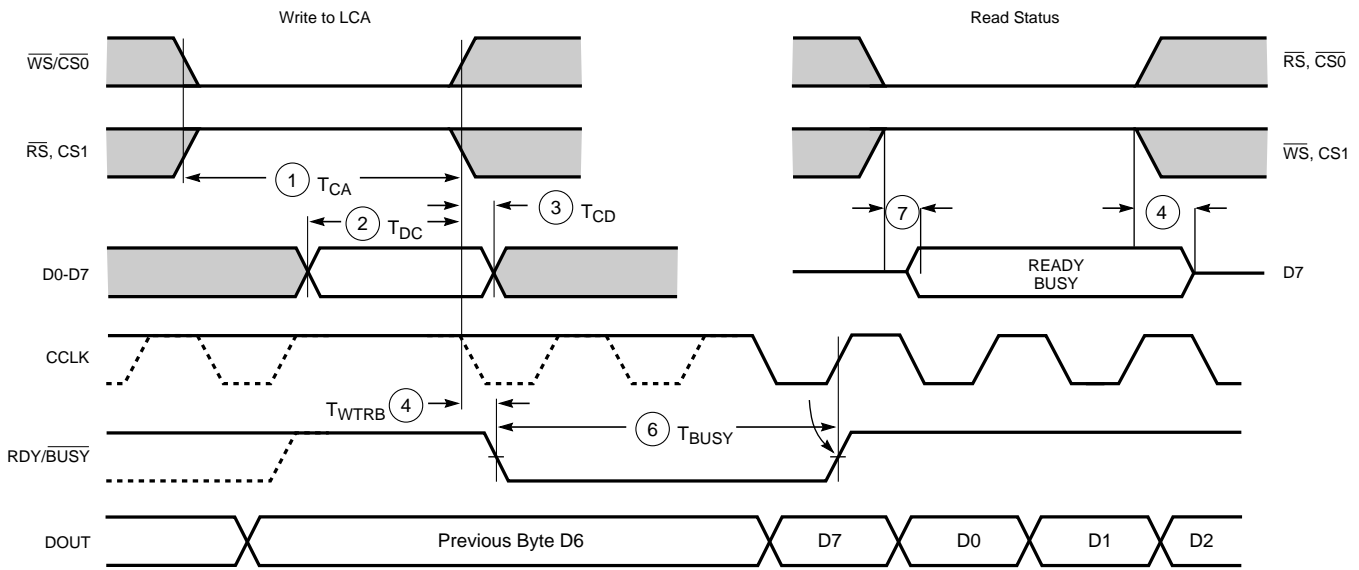 Write to LCA
Read Status
WS/CS0
RS, CS0
RS, CS1
WS, CS1
1 TCA
2 TDC
3 TCD
7
4
D0-D7
READY
BUSY
D7
CCLK
TWTRB 4
6 TBUSY
RDY/BUSY
DOUT
Previous Byte D6
D7
D0
D1
D2